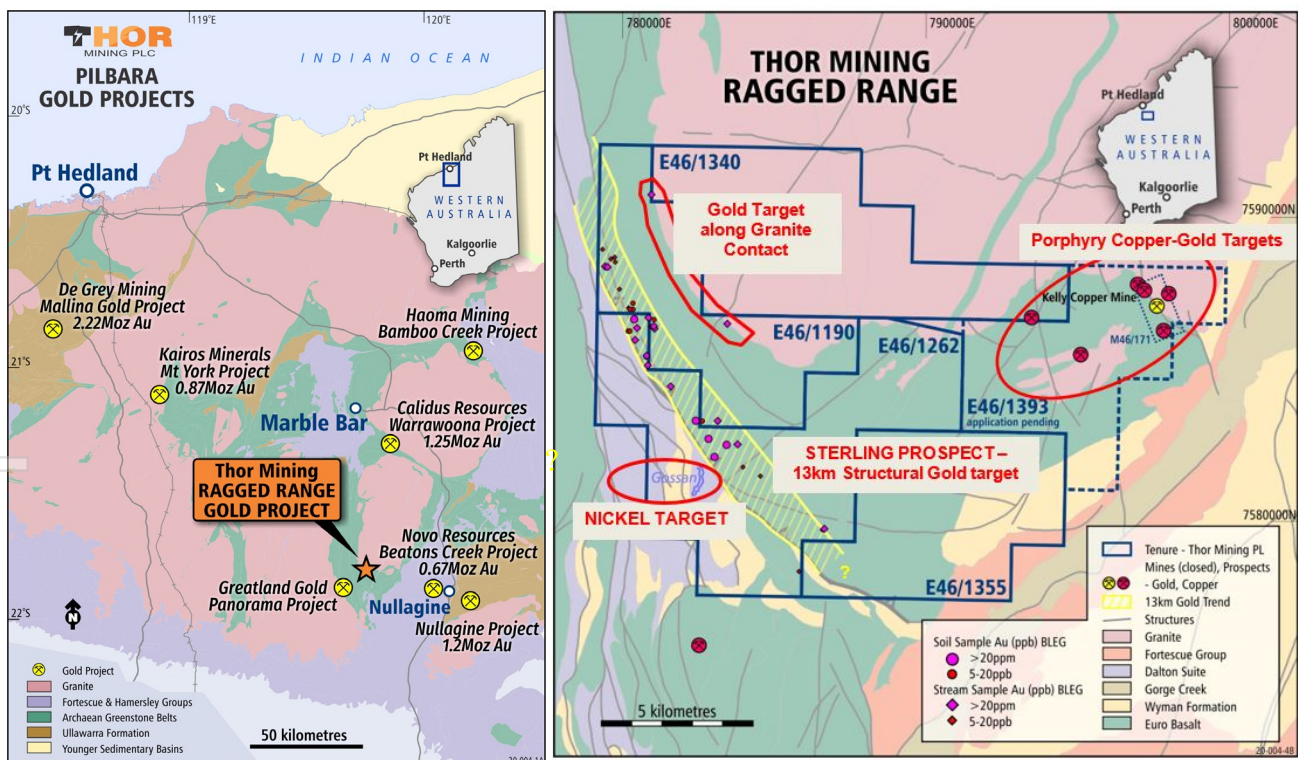 THOR
MINING PLC
PILBARA
GOLD PROJECTS
119°E
120°E
INDIAN OCEAN
20°S
21°S
22°S
Pt Hedland
Pt Hedland
WESTERN
AUSTRALIA
Kalgoorlie
Perth
De Grey Mining
Mallina Gold Project
2.22Moz Au
Haoma Mining
Bamboo Creek Project
Kairos Minerals
Mt York Project
0.87Moz Au
Marble Bar
Calidus Resources
Warrawoona Project
1.25Moz Au
Thor Mining
RAGGED RANGE
GOLD PROJECT
Novo Resources
Beatons Creek Project
0.67Moz Au
Greatland Gold
Panorama Project
Nullagine
Nullagine Project
1.2Moz Au
N
Gold Project
Granite
Fortescue & Hamersley Groups
Archaean Greenstone Belts
Ullawarra Formation
Younger Sedimentary Basins
50 kilometres
20-004-1A
?
780000E
790000E
800000E
THOR MINING
RAGGED RANGE
Pt Hedland
WESTERN
AUSTRALIA
Kalgoorlie
Perth
7590000N
7580000N
E46/1340
Gold Target
along Granite
Contact
Porphyry Copper-Gold Targets
Kelly Copper Mine
M46/171
E46/1190
E46/1262
E46/1393
application pending
STERLING PROSPECT –
13km Structural Gold target
Gossan
NICKEL TARGET
?
E46/1355
5 kilometres
Soil Sample Au (ppb) BLEG
>20ppm
5-20ppb
Stream Sample Au (ppb) BLEG
>20ppm
5-20ppb
Tenure - Thor Mining PL
Mines (closed), Prospects
- Gold, Copper
13km Gold Trend
Structures
Granite
Fortescue Group
Dalton Suite
Gorge Creek
Wyman Formation
Euro Basalt
20-004-4B